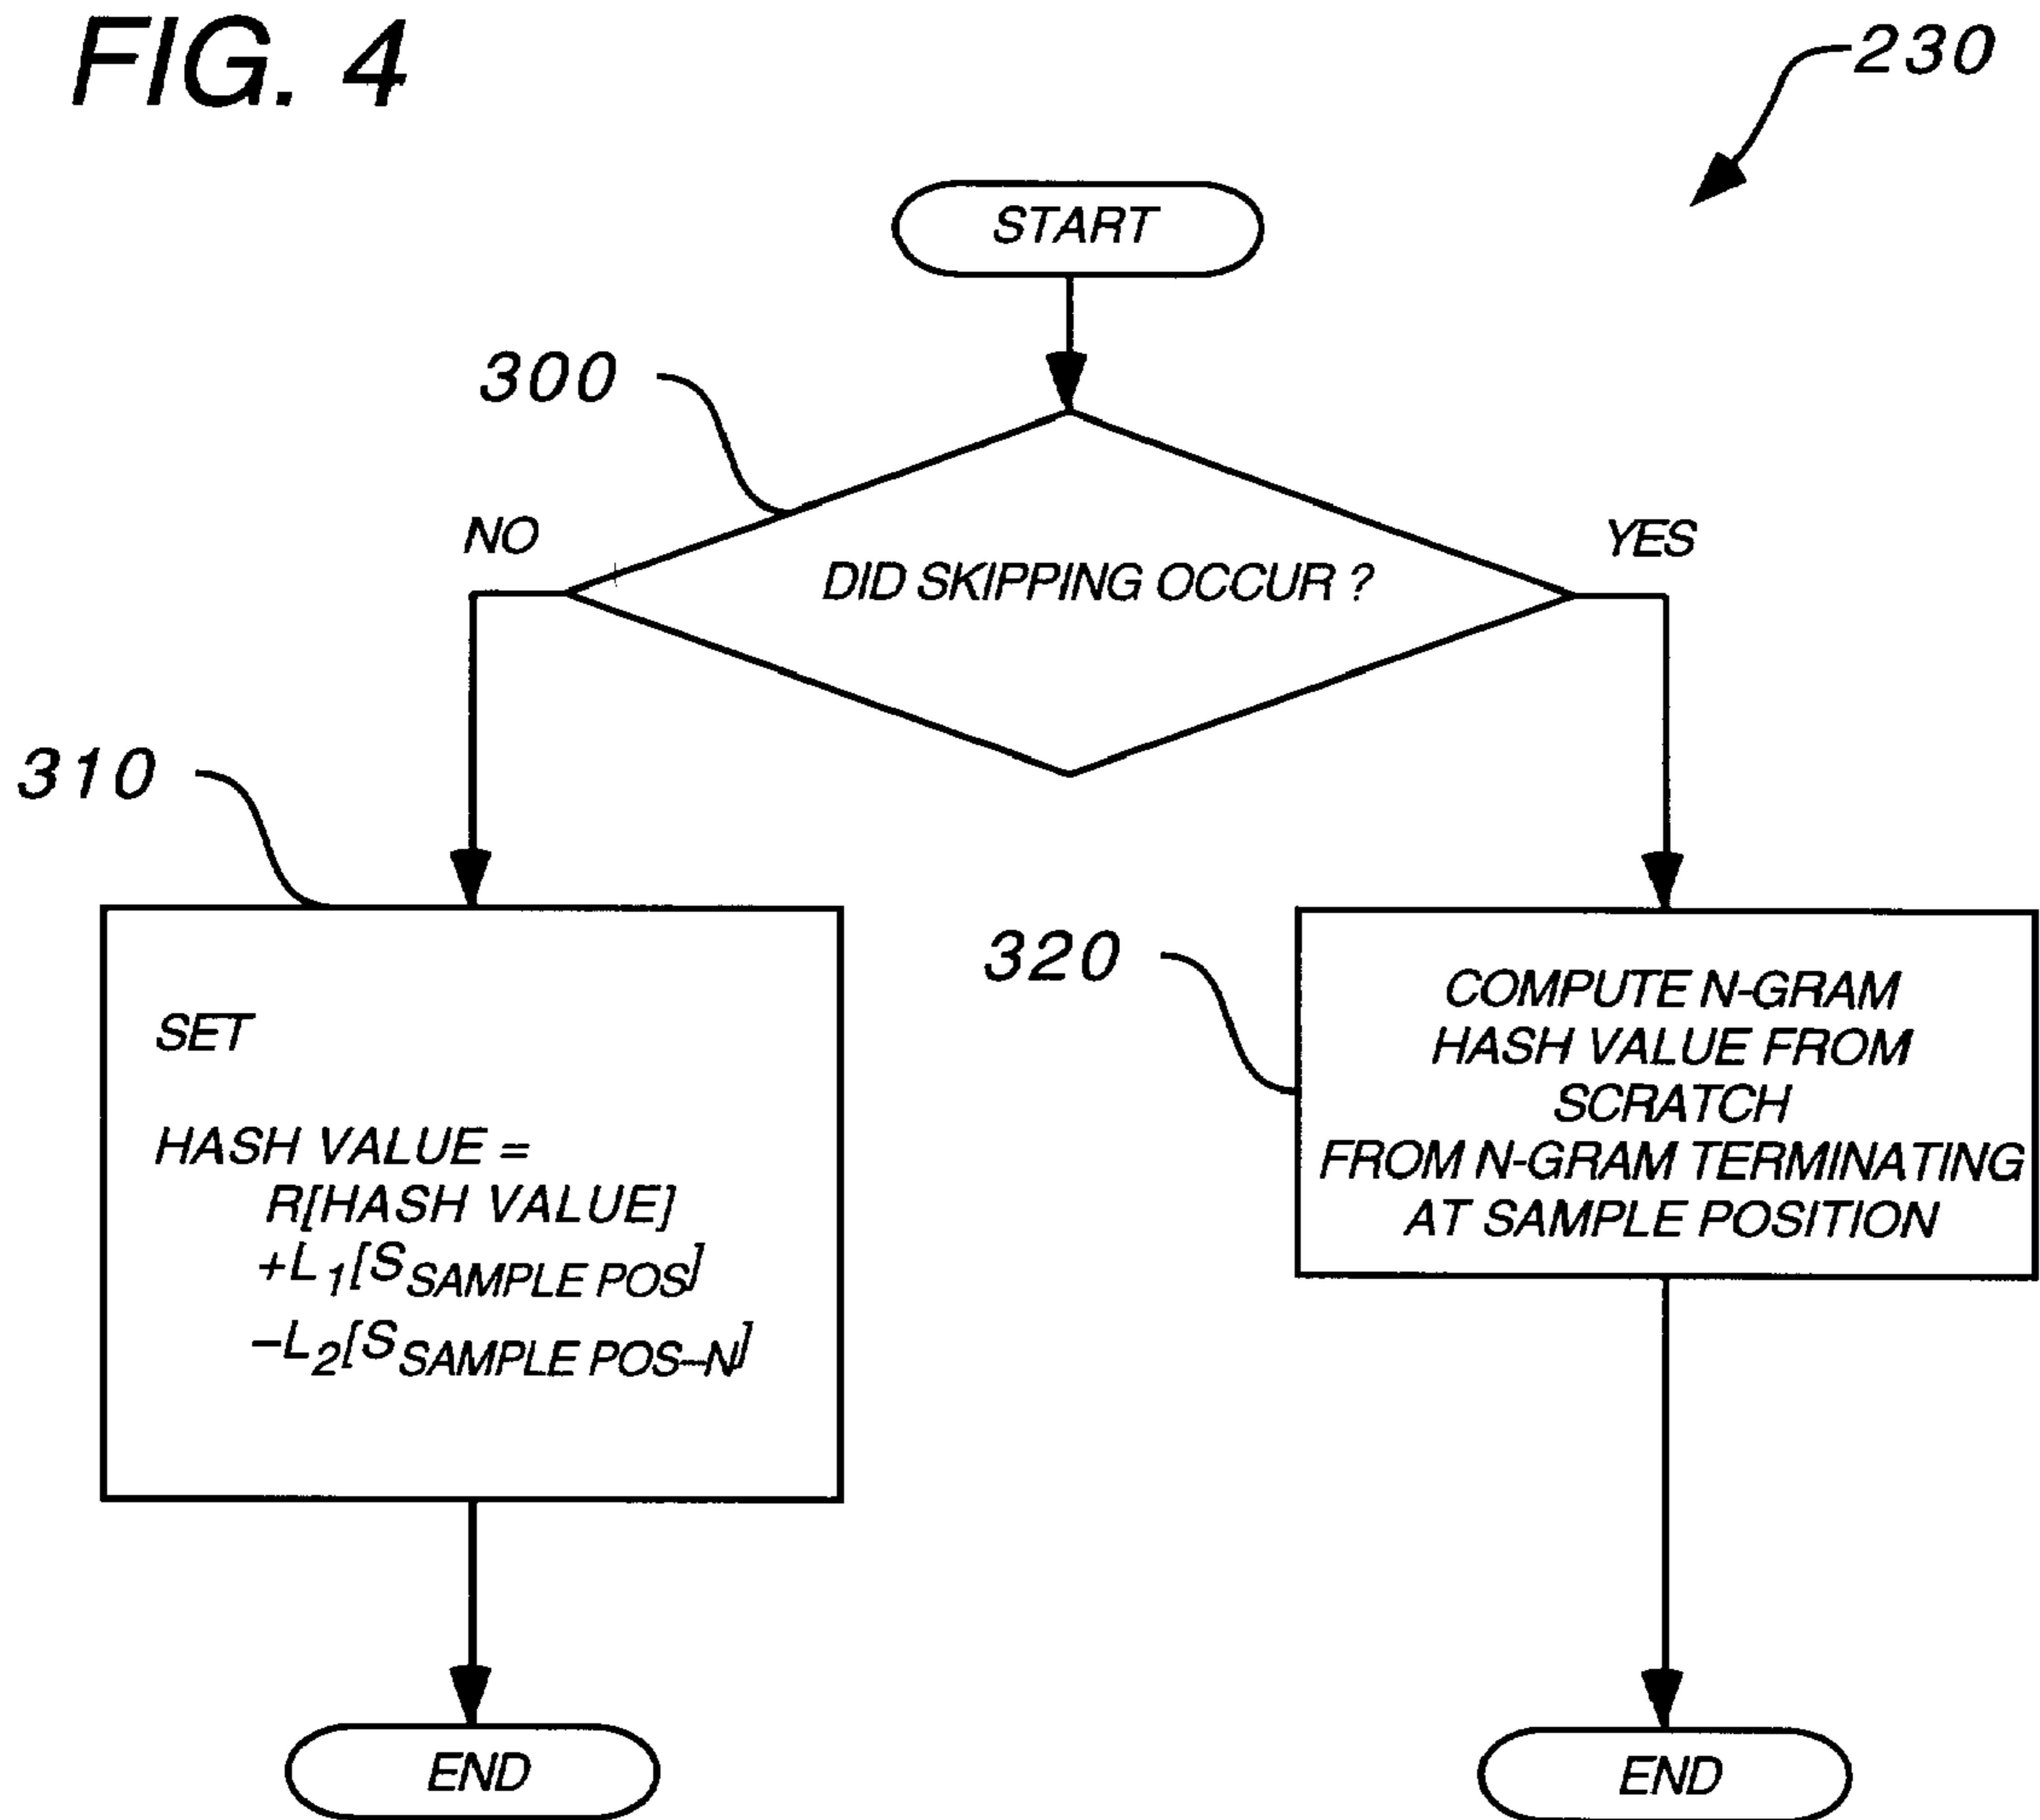 FIG. 4
230
START
300
NO
YES
DID SKIPPING OCCUR ?
310
SET
HASH VALUE =
R[HASH VALUE]
+L1[SSAMPLE POS]
–L2[SSAMPLE POS–N]
320
COMPUTE N-GRAM
HASH VALUE FROM
SCRATCH
FROM N-GRAM TERMINATING
AT SAMPLE POSITION
END
END